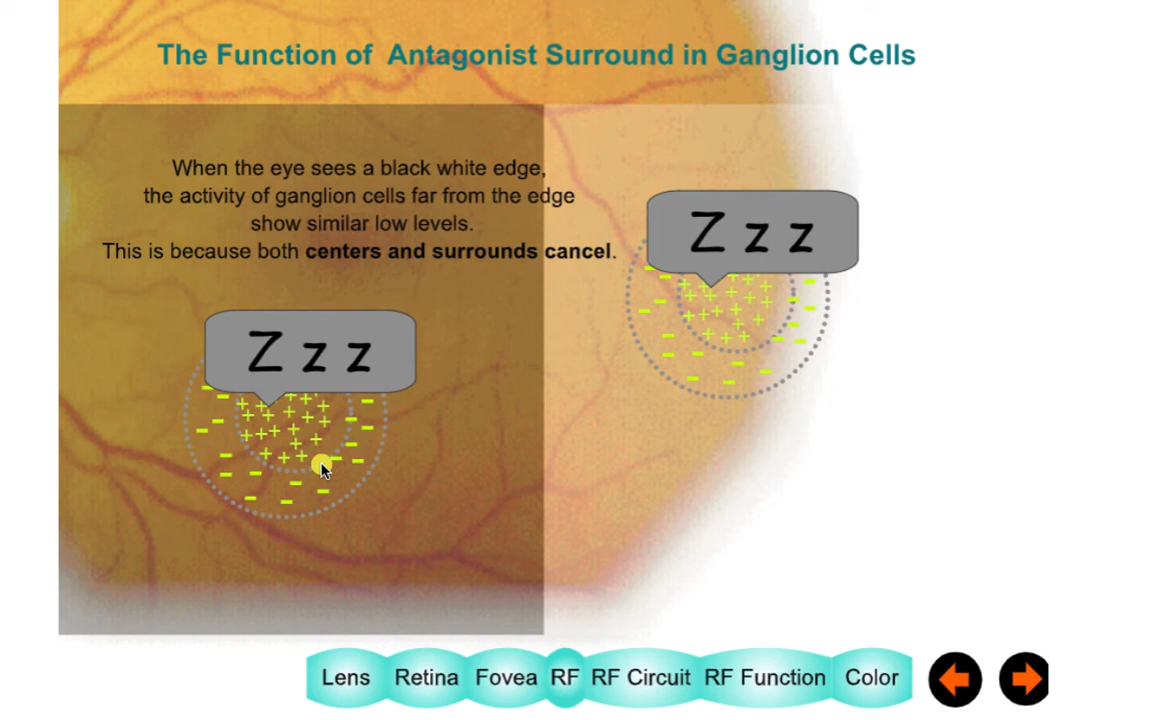 The Function of Antagonist Surround in Ganglion Cells
When the eye sees a black white edge,
the activity of ganglion cells far from the edge
show similar low levels.
This is because both centers and surrounds cancel.
Z z z
Z z z
Lens Retina Fovea RF RF Circuit RF Function Color